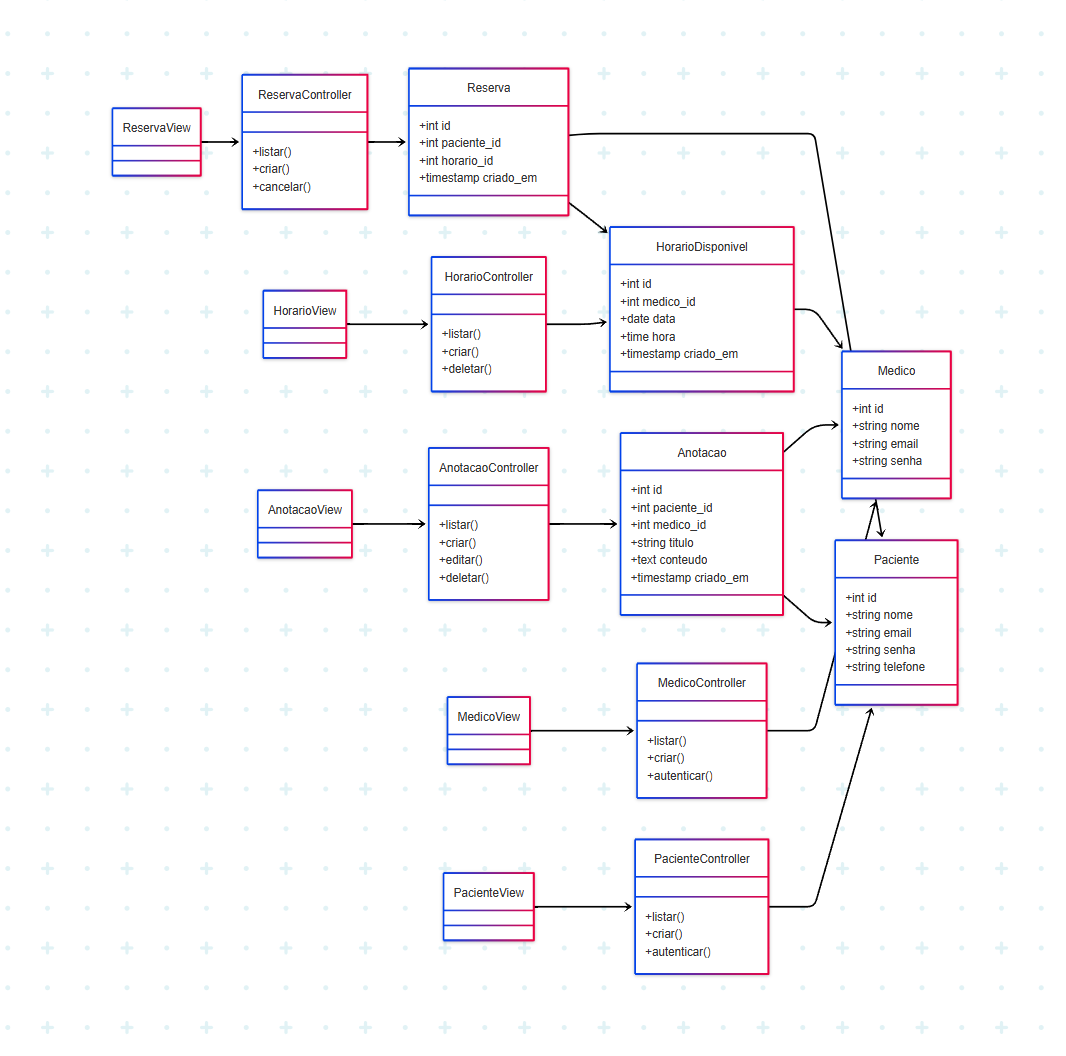 ReservaView
ReservaController
+listar()
+criar()
+cancelar()
Reserva
+int id
+int paciente_id
+int horario_id
+timestamp criado_em
HorarioView
HorarioController
+listar()
+criar()
+deletar()
HorarioDisponivel
+int id
+int medico_id
+date data
+time hora
+timestamp criado_em
Medico
+int id
+string nome
+string email
+string senha
AnotacaoView
AnotacaoController
+listar()
+criar()
+editar()
+deletar()
Anotacao
+int id
+int paciente_id
+int medico_id
+string titulo
+text conteudo
+timestamp criado_em
Paciente
+int id
+string nome
+string email
+string senha
+string telefone
MedicoView
MedicoController
+listar()
+criar()
+autenticar()
PacienteView
PacienteController
+listar()
+criar()
+autenticar()